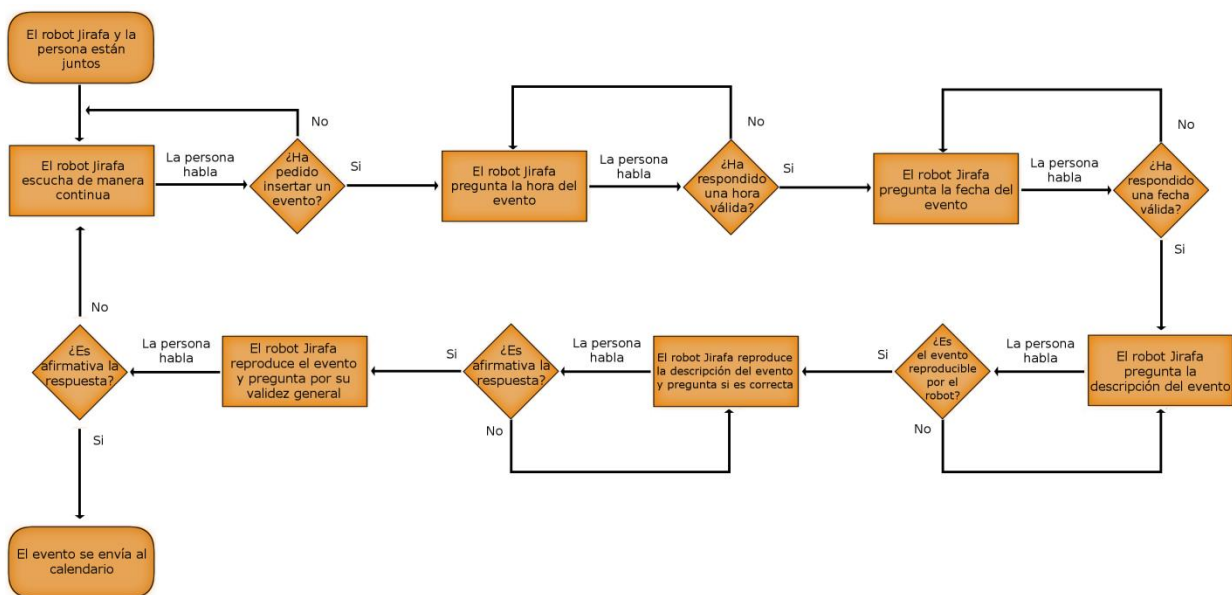 El robot Jirafa y la
persona están
juntos
No
No
No
El robot Jirafa
escucha de manera
continua
La persona
habla
¿Ha
pedido
insertar un
evento?
Si
El robot Jirafa
pregunta la hora del
evento
La persona
habla
¿Ha
respondido
una hora
válida?
Si
El robot Jirafa
pregunta la fecha del
evento
La persona
habla
¿Ha
respondido
una fecha
válida?
Si
El robot Jirafa
pregunta la
descripción del evento
La persona
habla
¿Es
el evento
reproducible
por el
robot?
No
Si
El robot Jirafa reproduce
la descripción del evento
y pregunta si es correcta
La persona
habla
¿Es
afirmativa la
respuesta?
No
Si
El robot Jirafa
reproduce el evento
y pregunta por su
validez general
La persona
habla
¿Es
afirmativa la
respuesta?
No
Si
El evento se envía al
calendario